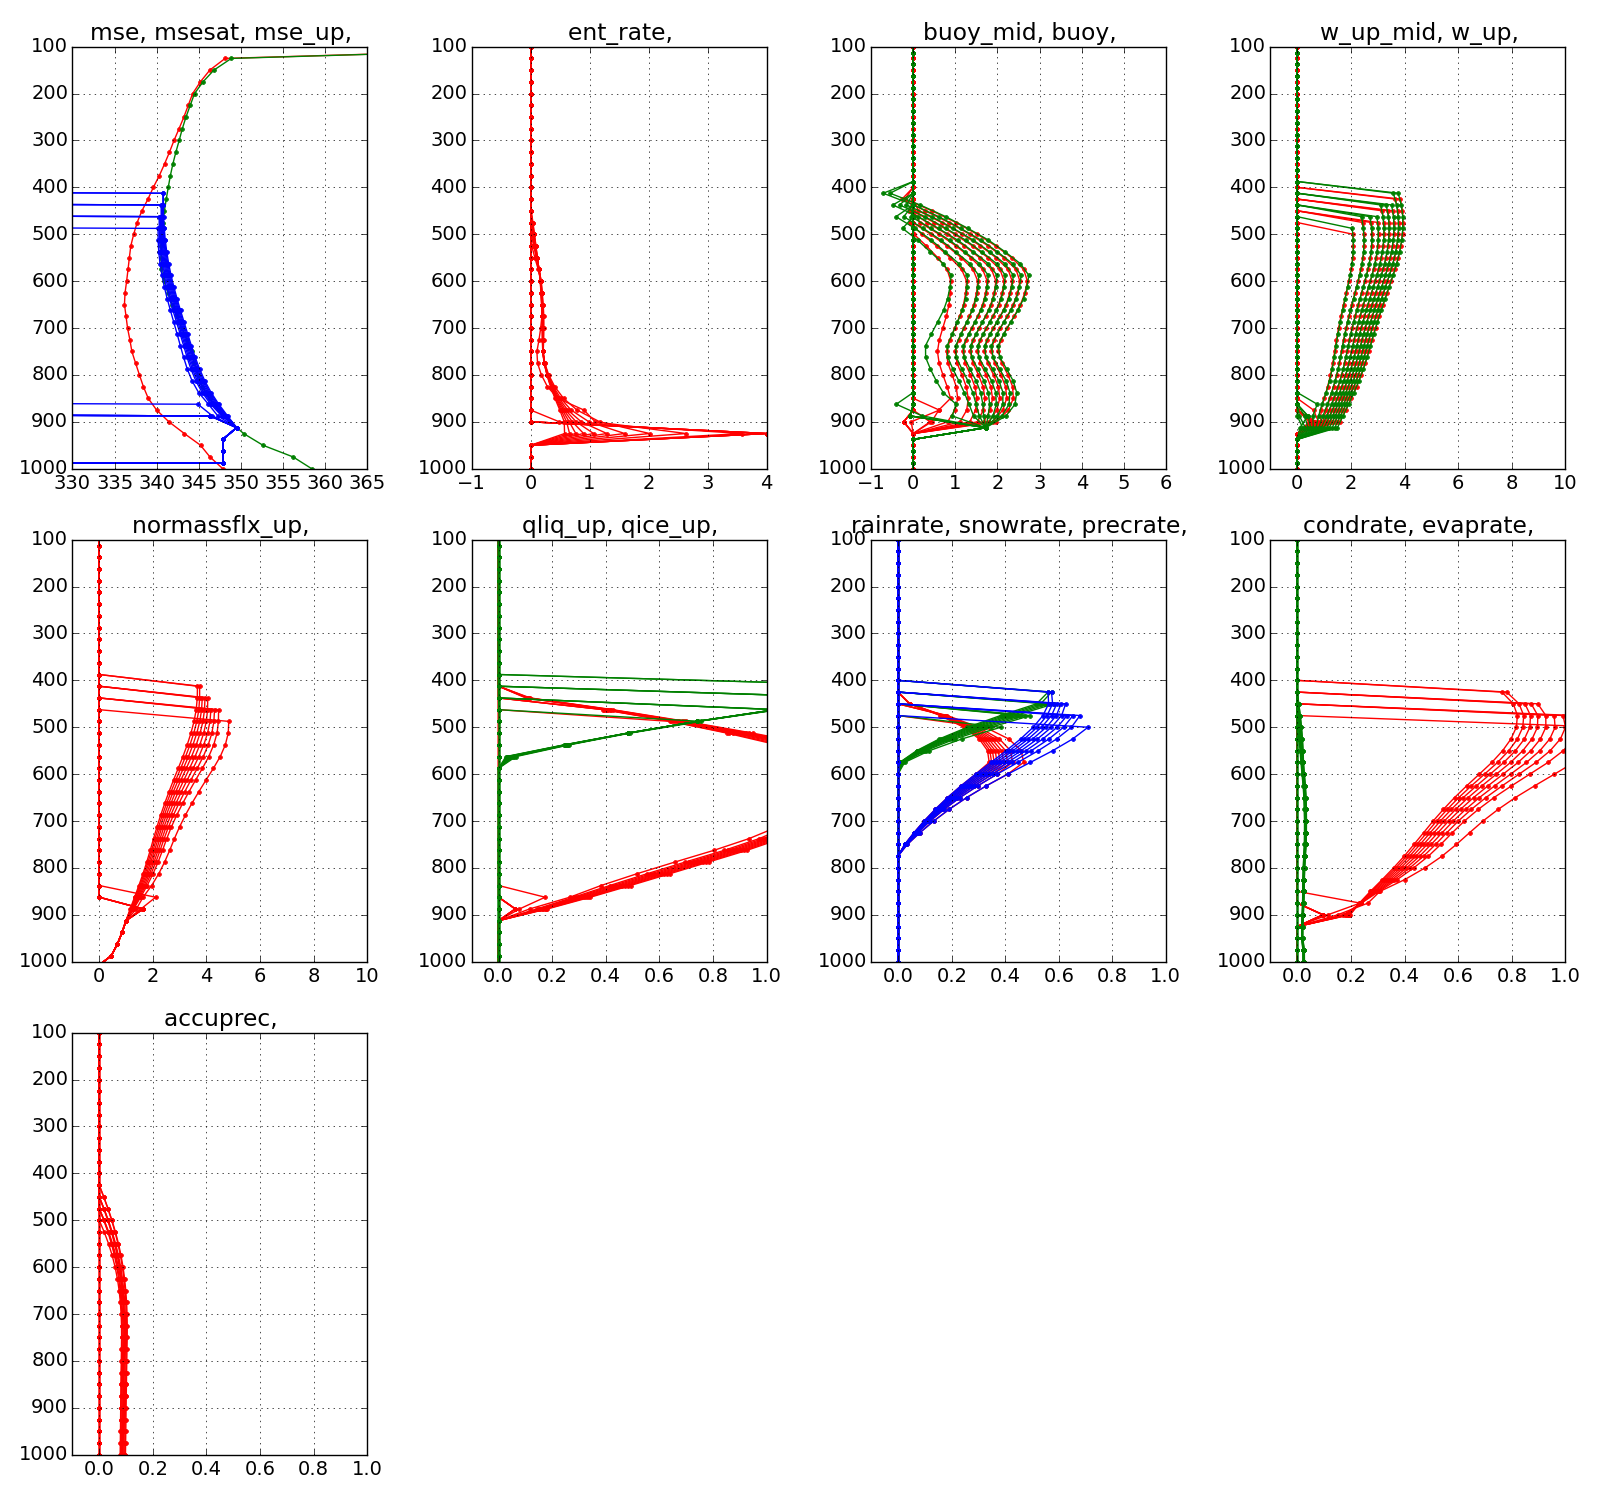 mse, msesat, mse_up,
ent_rate,
buoy_mid, buoy,
w_up_mid, w_up,
100 100 100 100
200 200 200 200
300 300 300 300
400 400 400 400
500 500 500 500
600 600 600 600
700 700 700 700
800 800 800 800
900 900 900 900
1000 1000 1000 1000
330 335 340 345 350 355 360 365
−1 0 1 2 3 4
−1 0 1 2 3 4 5 6
0 2 4 6 8 10
normassflx_up,
qliq_up, qice_up,
rainrate, snowrate, precrate,
condrate, evaprate,
100 100 100 100
200 200 200 200
300 300 300 300
400 400 400 400
500 500 500 500
600 600 600 600
700 700 700 700
800 800 800 800
900 900 900 900
1000 1000 1000 1000
0 2 4 6 8 10
0.0 0.2 0.4 0.6 0.8 1.0
0.0 0.2 0.4 0.6 0.8 1.0
0.0 0.2 0.4 0.6 0.8 1.0
accuprec,
100
200
300
400
500
600
700
800
900
1000
0.0 0.2 0.4 0.6 0.8 1.0